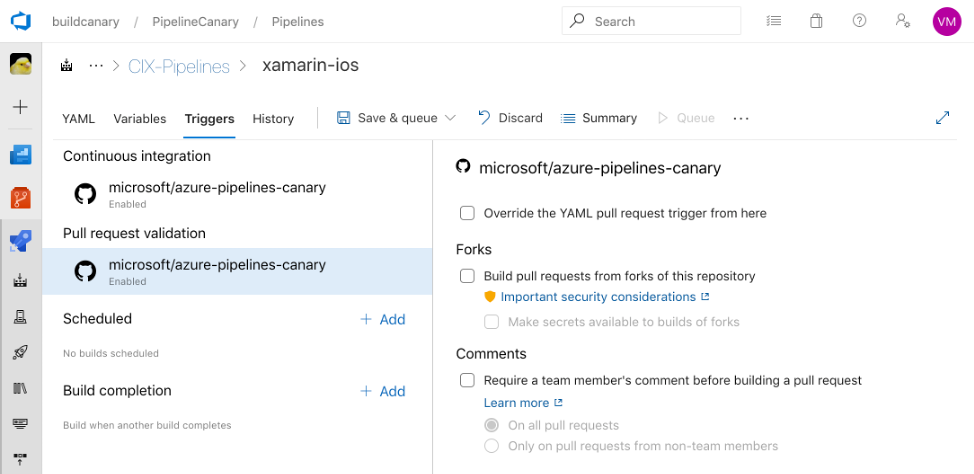 buildcanary / PipelineCanary / Pipelines
Search
VM
··· > CIX-Pipelines > xamarin-ios
YAML Variables Triggers History Save & queue Discard Summary Queue ···
Continuous integration
microsoft/azure-pipelines-canary
Enabled
Pull request validation
microsoft/azure-pipelines-canary
Enabled
Scheduled
+ Add
No builds scheduled
Build completion
+ Add
Build when another build completes
microsoft/azure-pipelines-canary
Override the YAML pull request trigger from here
Forks
Build pull requests from forks of this repository
Important security considerations
Make secrets available to builds of forks
Comments
Require a team member's comment before building a pull request
Learn more
On all pull requests
Only on pull requests from non-team members